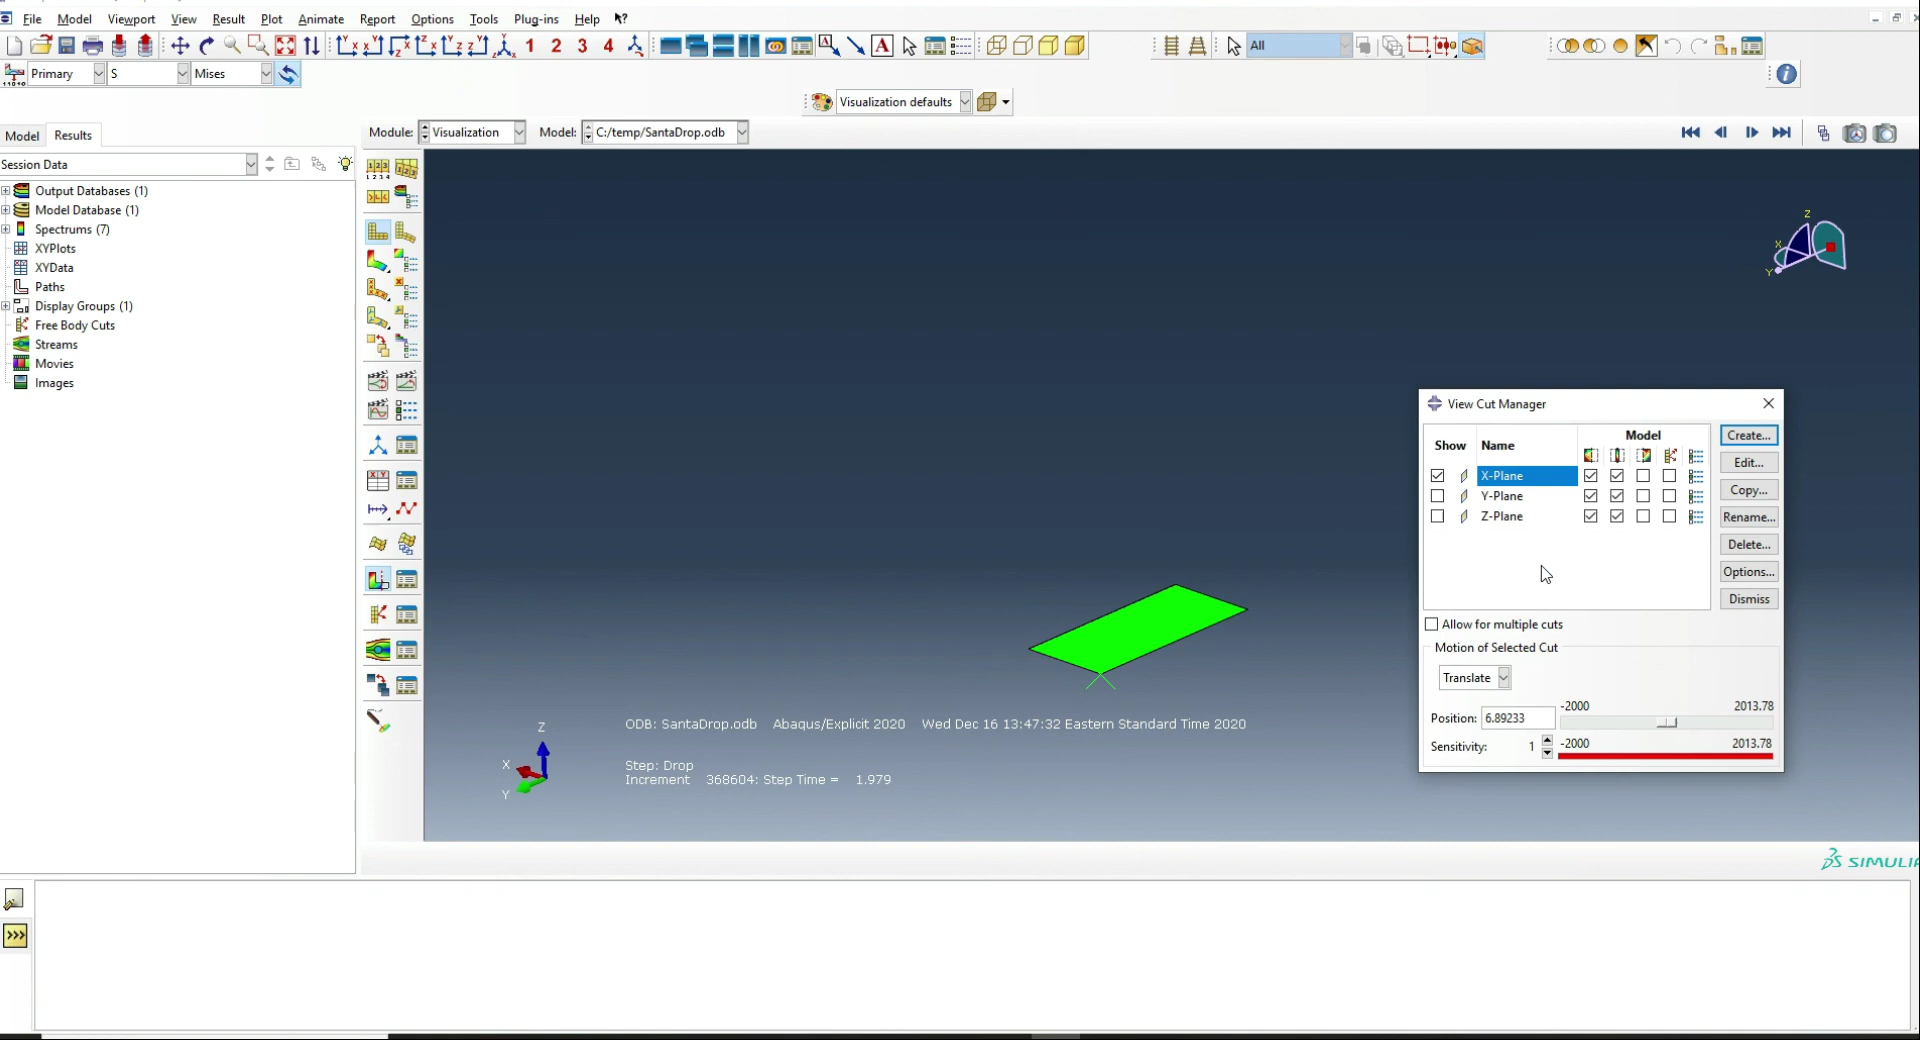 File Model Viewport View Result Plot Animate Report Options Tools Plug-ins Help
1 2 3 4 All
Primary S Mises
Visualization defaults
Module: Visualization Model: C:/temp/SantaDrop.odb
Model Results
Session Data
Output Databases (1)
Model Database (1)
Spectrums (7)
XYPlots
XYData
Paths
Display Groups (1)
Free Body Cuts
Streams
Movies
Images
Z
X
Y
View Cut Manager
Show Name Model
X-Plane
Y-Plane
Z-Plane
Create...
Edit...
Copy...
Rename...
Delete...
Options...
Dismiss
Allow for multiple cuts
Motion of Selected Cut
Translate
Position: 6.89233 -2000 2013.78
Sensitivity: 1 -2000 2013.78
ODB: SantaDrop.odb Abaqus/Explicit 2020 Wed Dec 16 13:47:32 Eastern Standard Time 2020
Step: Drop
Increment 368604: Step Time = 1.979
Z
X
Y
SIMULIA
>>>